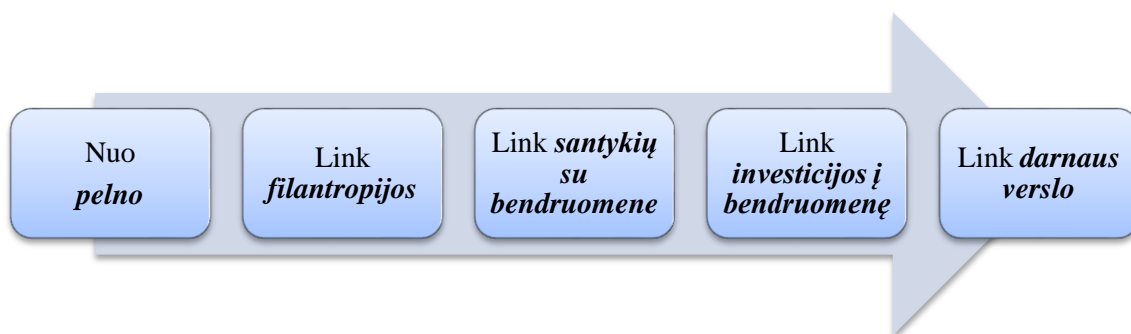 Nuo
pelno
Link
filantropijos
Link santykių
su
bendruomene
Link
investicijos į
bendruomenę
Link darnaus
verslo